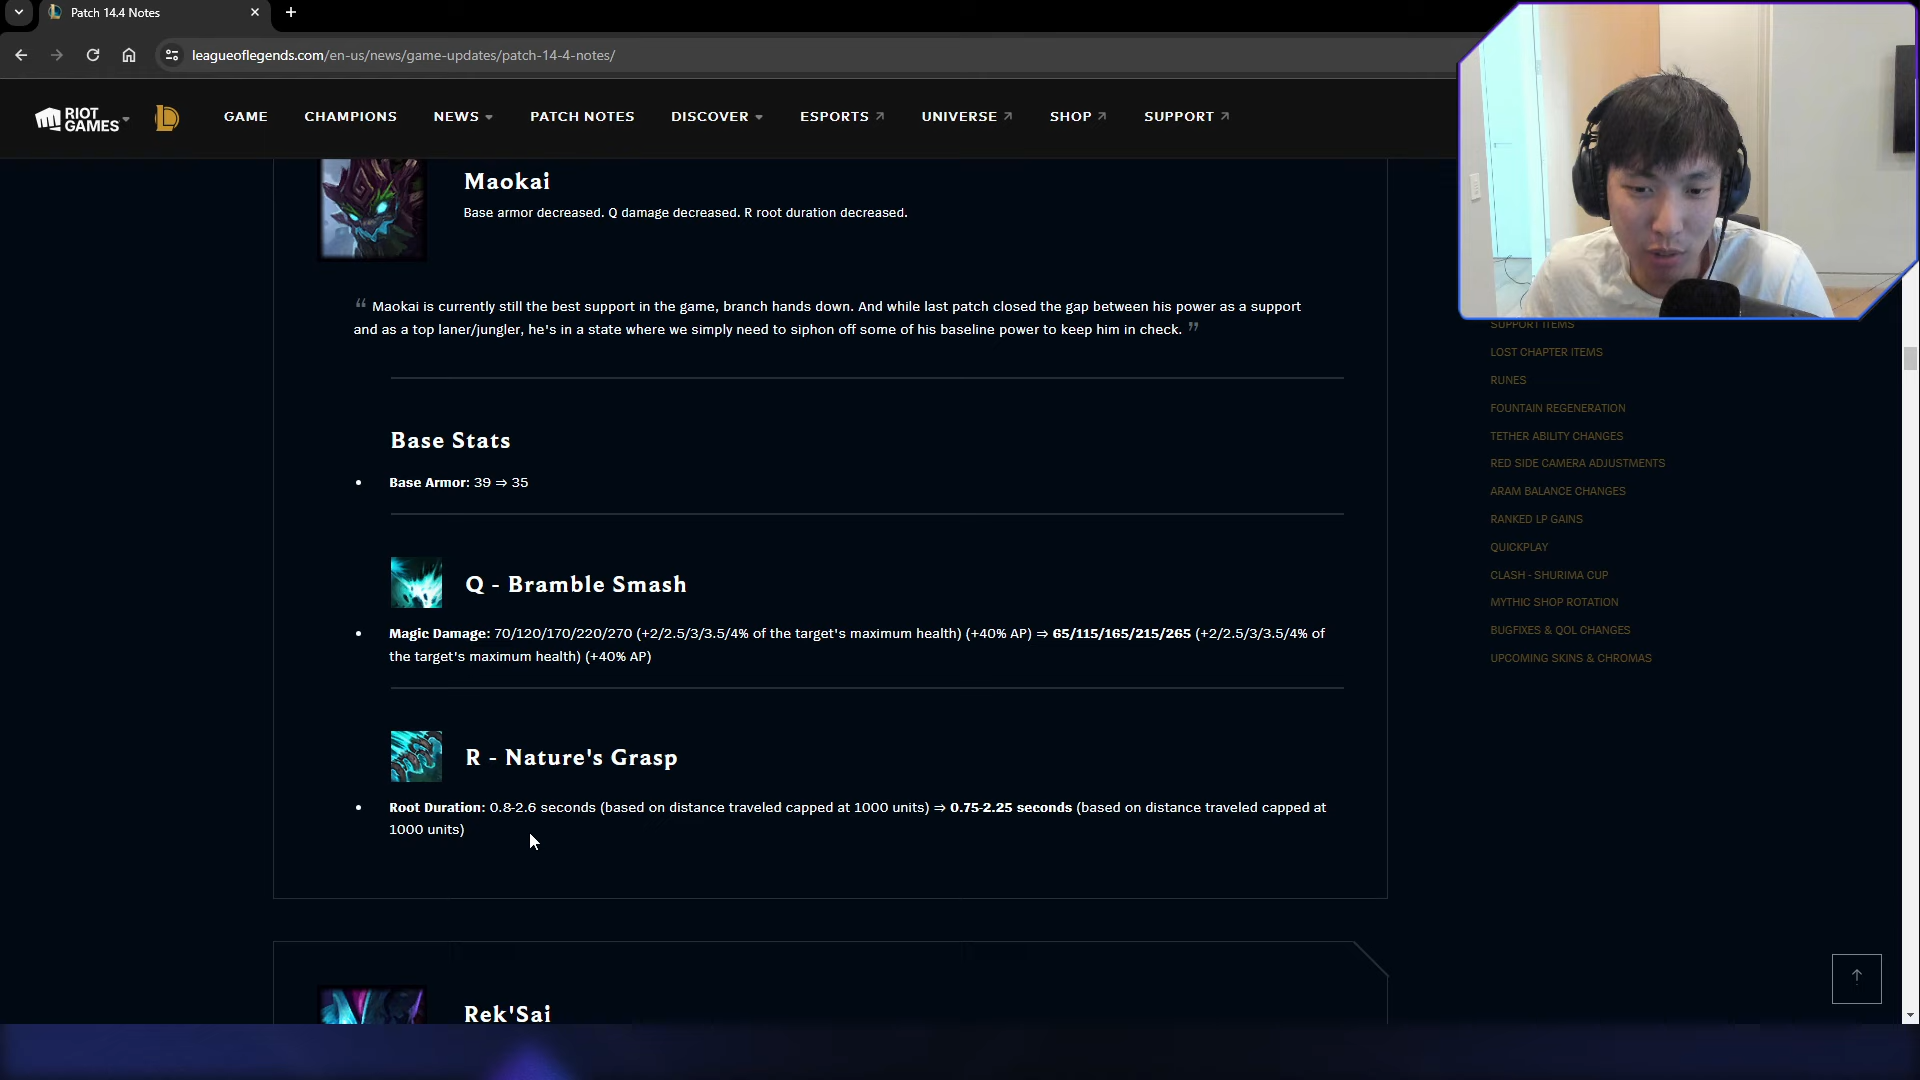 Patch 14.4 Notes
leagueoflegends.com/en-us/news/game-updates/patch-14-4-notes/
RIOT GAMES
GAME
CHAMPIONS
NEWS
PATCH NOTES
DISCOVER
ESPORTS
UNIVERSE
SHOP
SUPPORT
Maokai
Base armor decreased. Q damage decreased. R root duration decreased.
“ Maokai is currently still the best support in the game, branch hands down. And while last patch closed the gap between his power as a support
and as a top laner/jungler, he's in a state where we simply need to siphon off some of his baseline power to keep him in check. ”
Base Stats
• Base Armor: 39 ⇒ 35
Q - Bramble Smash
• Magic Damage: 70/120/170/220/270 (+2/2.5/3/3.5/4% of the target's maximum health) (+40% AP) ⇒ 65/115/165/215/265 (+2/2.5/3/3.5/4% of
the target's maximum health) (+40% AP)
R - Nature's Grasp
• Root Duration: 0.8-2.6 seconds (based on distance traveled capped at 1000 units) ⇒ 0.75-2.25 seconds (based on distance traveled capped at
1000 units)
Rek'Sai
SUPPORT ITEMS
LOST CHAPTER ITEMS
RUNES
FOUNTAIN REGENERATION
TETHER ABILITY CHANGES
RED SIDE CAMERA ADJUSTMENTS
ARAM BALANCE CHANGES
RANKED LP GAINS
QUICKPLAY
CLASH - SHURIMA CUP
MYTHIC SHOP ROTATION
BUGFIXES & QOL CHANGES
UPCOMING SKINS & CHROMAS